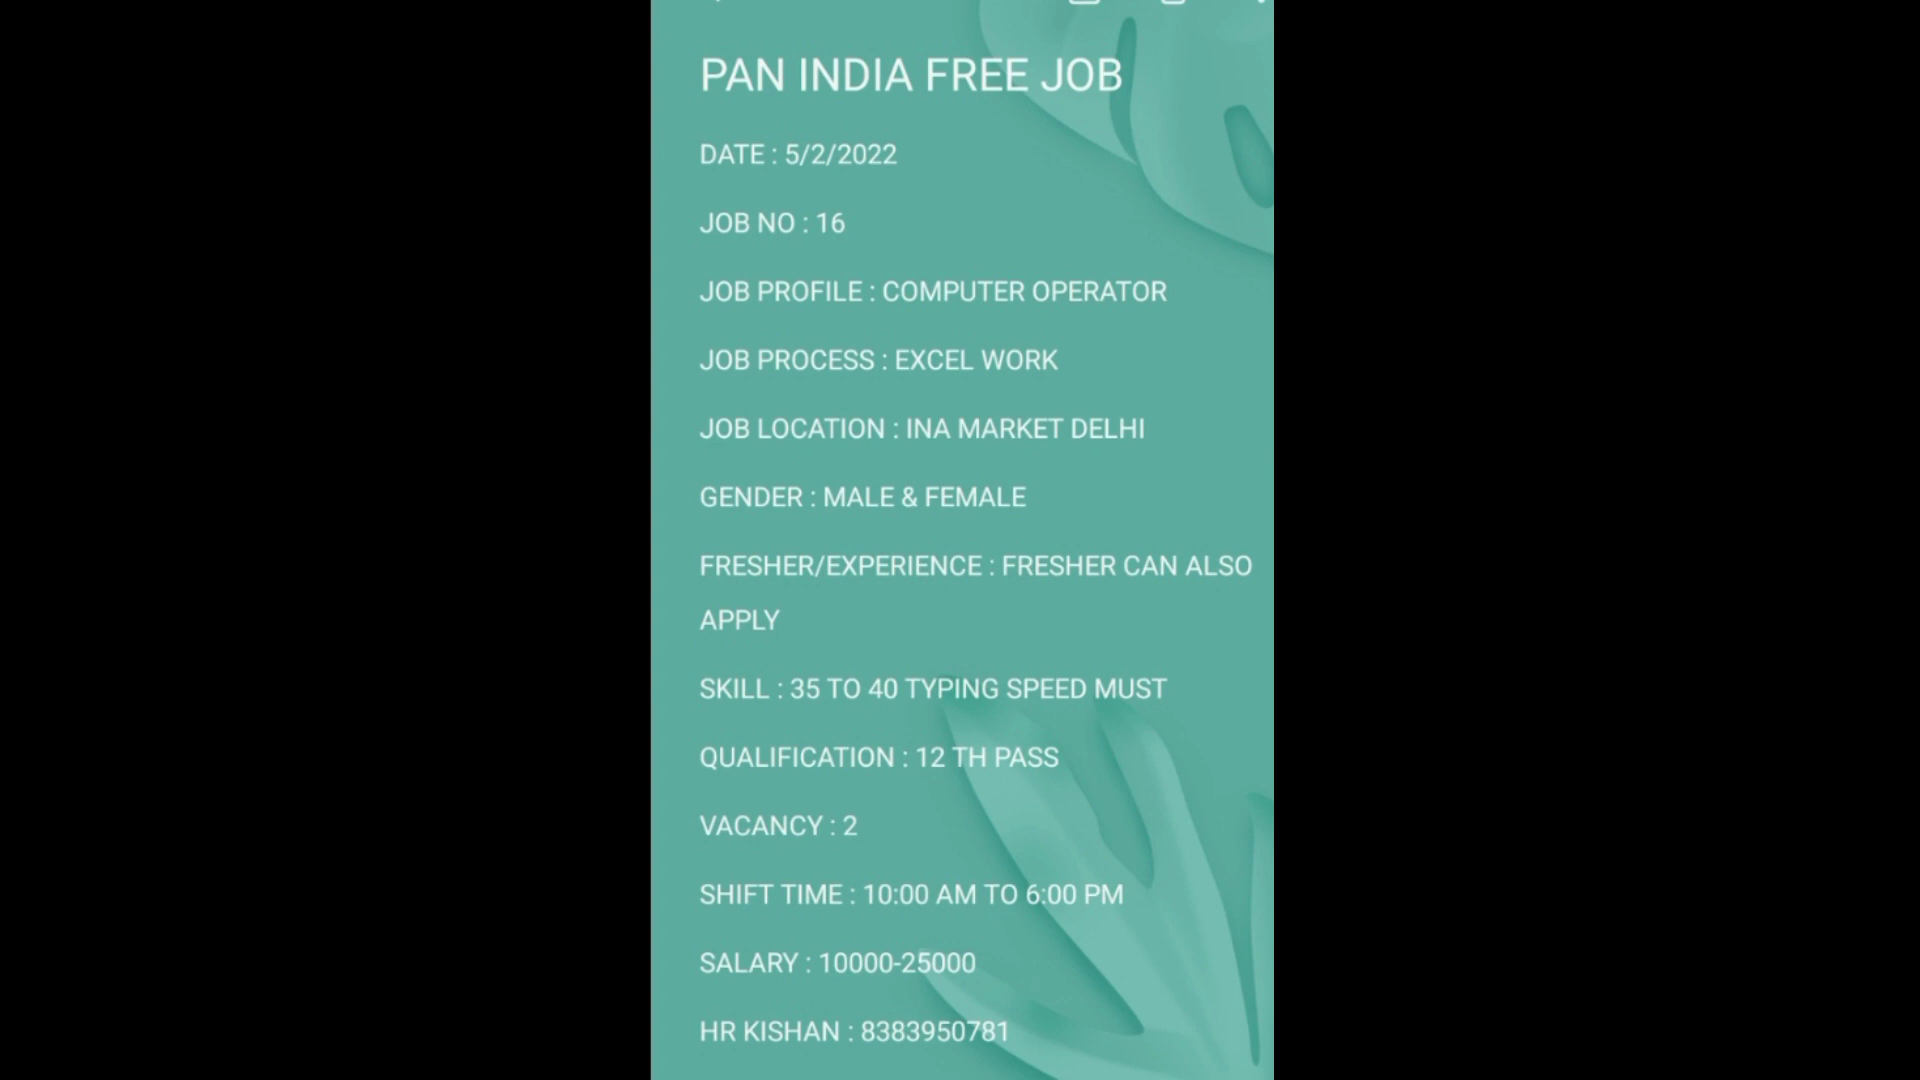 PAN INDIA FREE JOB
DATE : 5/2/2022
JOB NO : 16
JOB PROFILE : COMPUTER OPERATOR
JOB PROCESS : EXCEL WORK
JOB LOCATION : INA MARKET DELHI
GENDER : MALE & FEMALE
FRESHER/EXPERIENCE : FRESHER CAN ALSO
APPLY
SKILL : 35 TO 40 TYPING SPEED MUST
QUALIFICATION : 12 TH PASS
VACANCY : 2
SHIFT TIME : 10:00 AM TO 6:00 PM
SALARY : 10000-25000
HR KISHAN : 8383950781